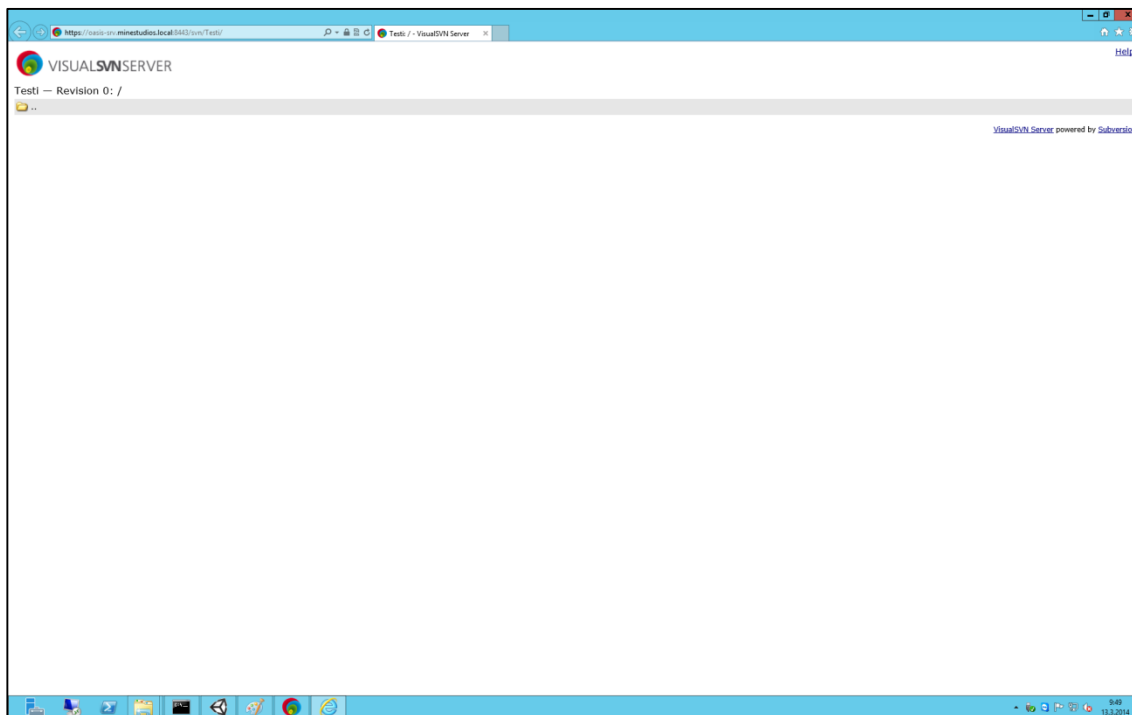 https://oasis-srv.minestudios.local:8443/svn/Testi/
Testi: / - VisualSVN Server
Help
VISUALSVNSERVER
Testi — Revision 0: /
..
VisualSVN Server powered by Subversio
9:49
13.3.2014